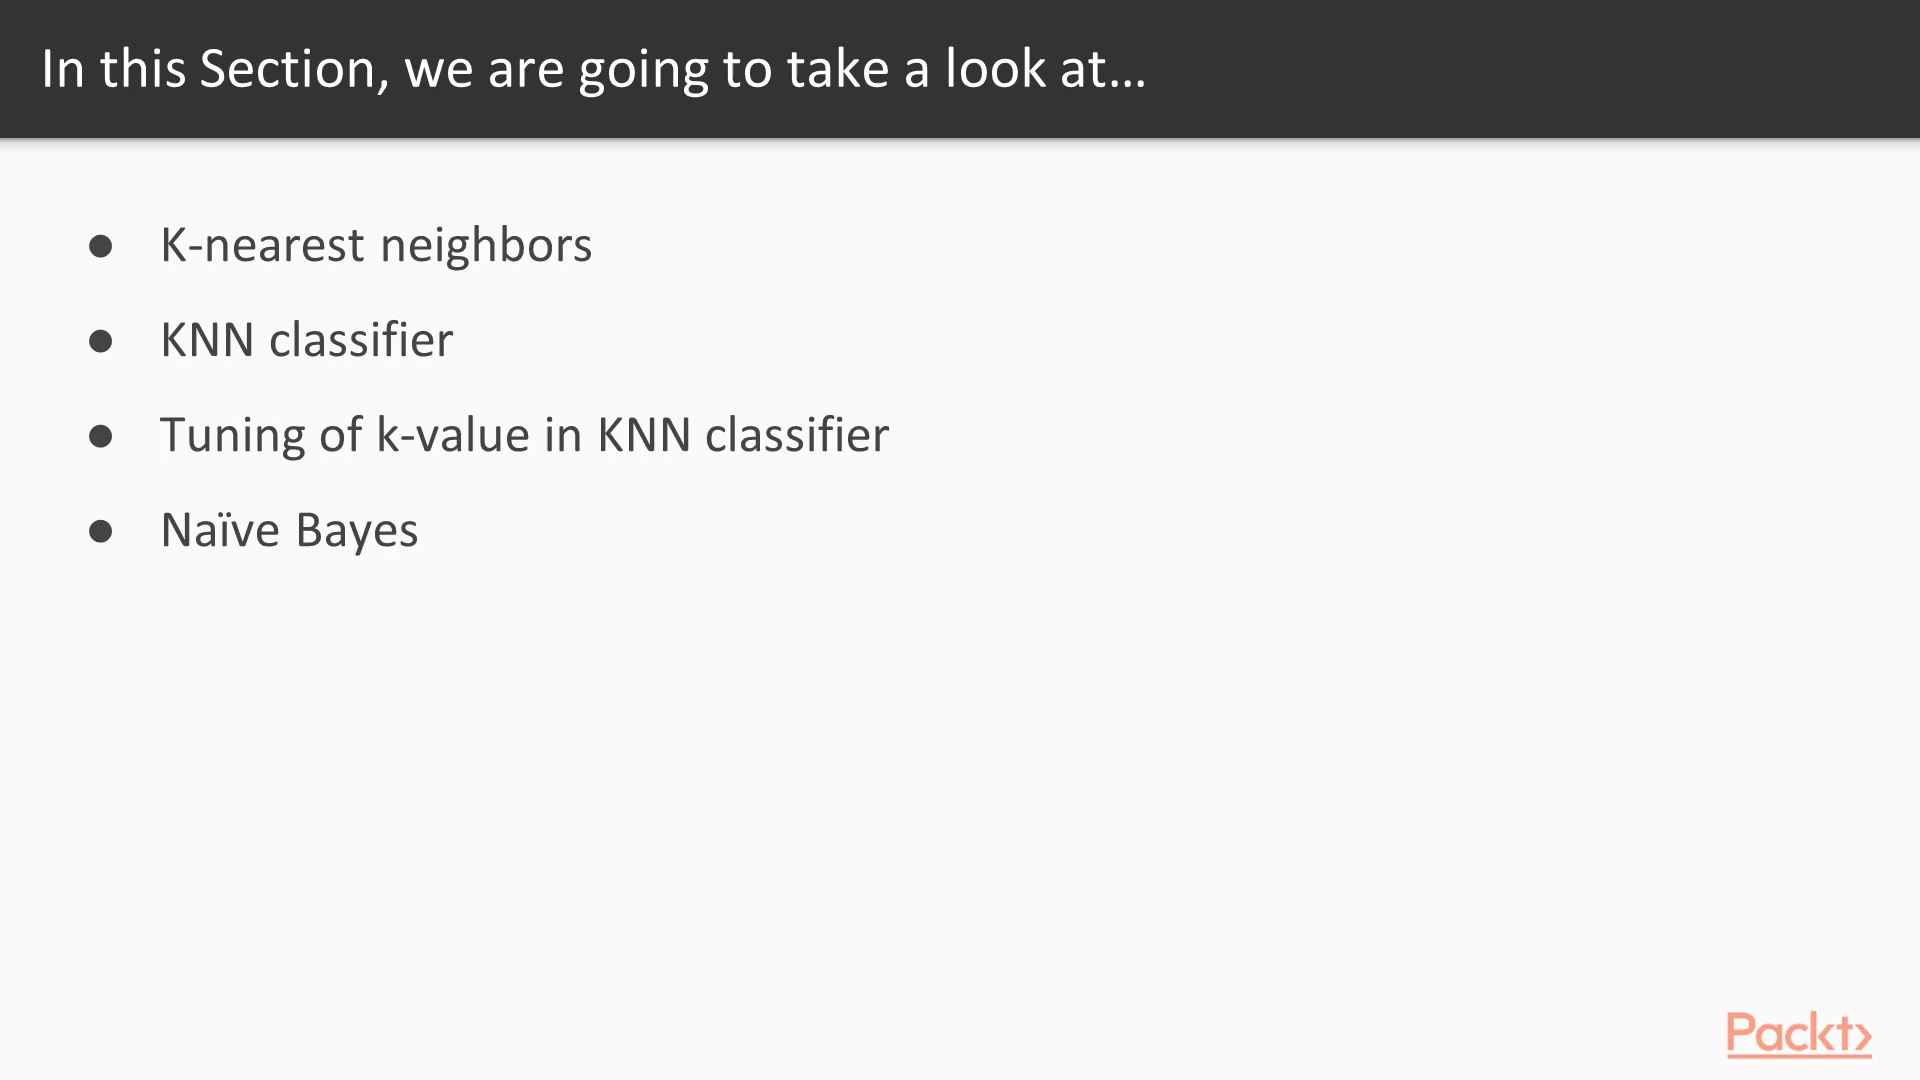 In this Section, we are going to take a look at...
● K-nearest neighbors
● KNN classifier
● Tuning of k-value in KNN classifier
● Naïve Bayes
Packt>